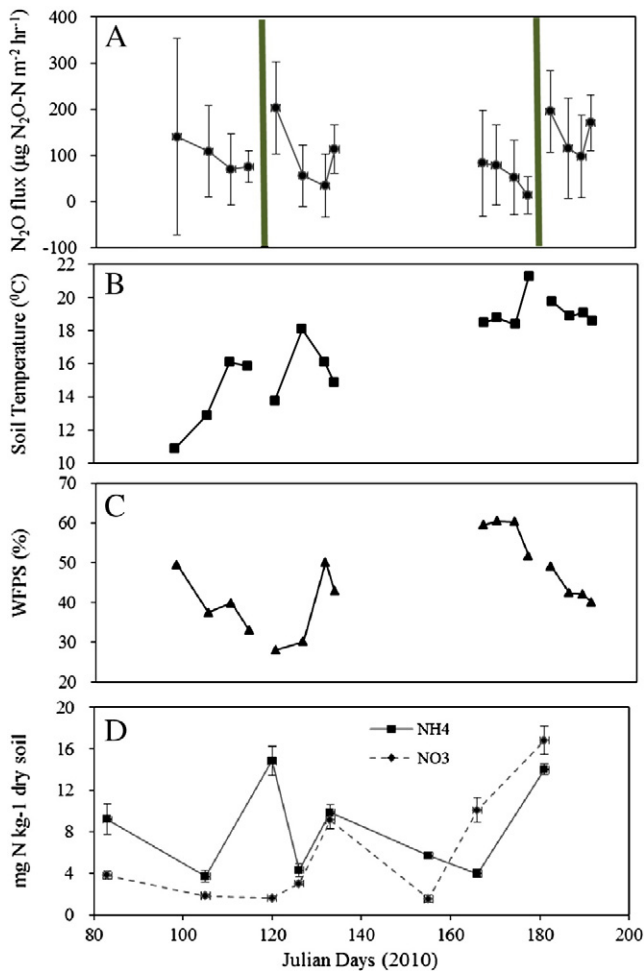 A
N₂O flux (µg N₂O-N m⁻² hr⁻¹)
400
300
200
100
0
-100
B
Soil Temperature (⁰C)
22
20
18
16
14
12
10
C
WFPS (%)
70
60
50
40
30
20
D
mg N kg-1 dry soil
20
16
12
8
4
0
NH4
NO3
80
100
120
140
160
180
200
Julian Days (2010)